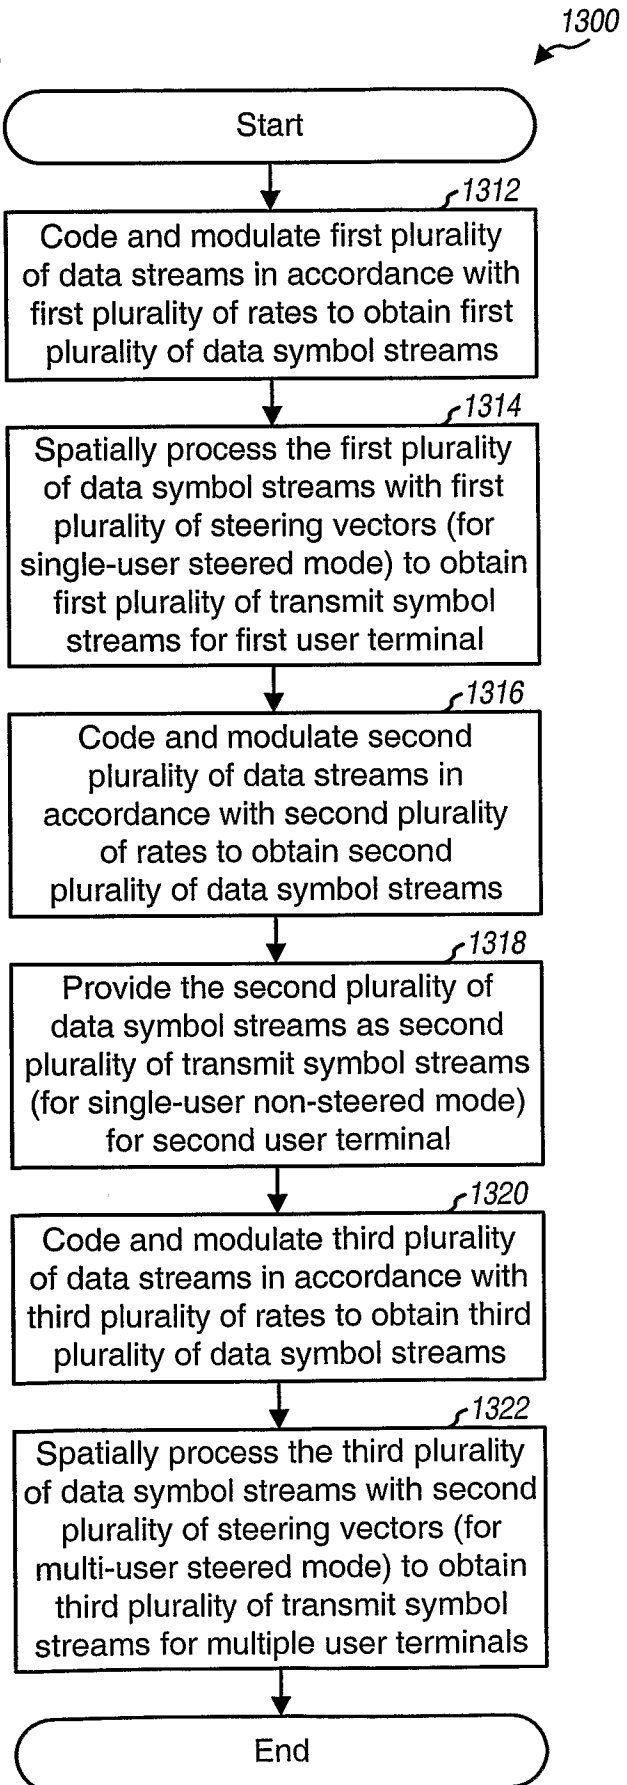 1300
Start
1312
Code and modulate first plurality
of data streams in accordance with
first plurality of rates to obtain first
plurality of data symbol streams
1314
Spatially process the first plurality
of data symbol streams with first
plurality of steering vectors (for
single-user steered mode) to obtain
first plurality of transmit symbol
streams for first user terminal
1316
Code and modulate second
plurality of data streams in
accordance with second plurality
of rates to obtain second
plurality of data symbol streams
1318
Provide the second plurality of
data symbol streams as second
plurality of transmit symbol streams
(for single-user non-steered mode)
for second user terminal
1320
Code and modulate third plurality
of data streams in accordance with
third plurality of rates to obtain third
plurality of data symbol streams
1322
Spatially process the third plurality
of data symbol streams with second
plurality of steering vectors (for
multi-user steered mode) to obtain
third plurality of transmit symbol
streams for multiple user terminals
End